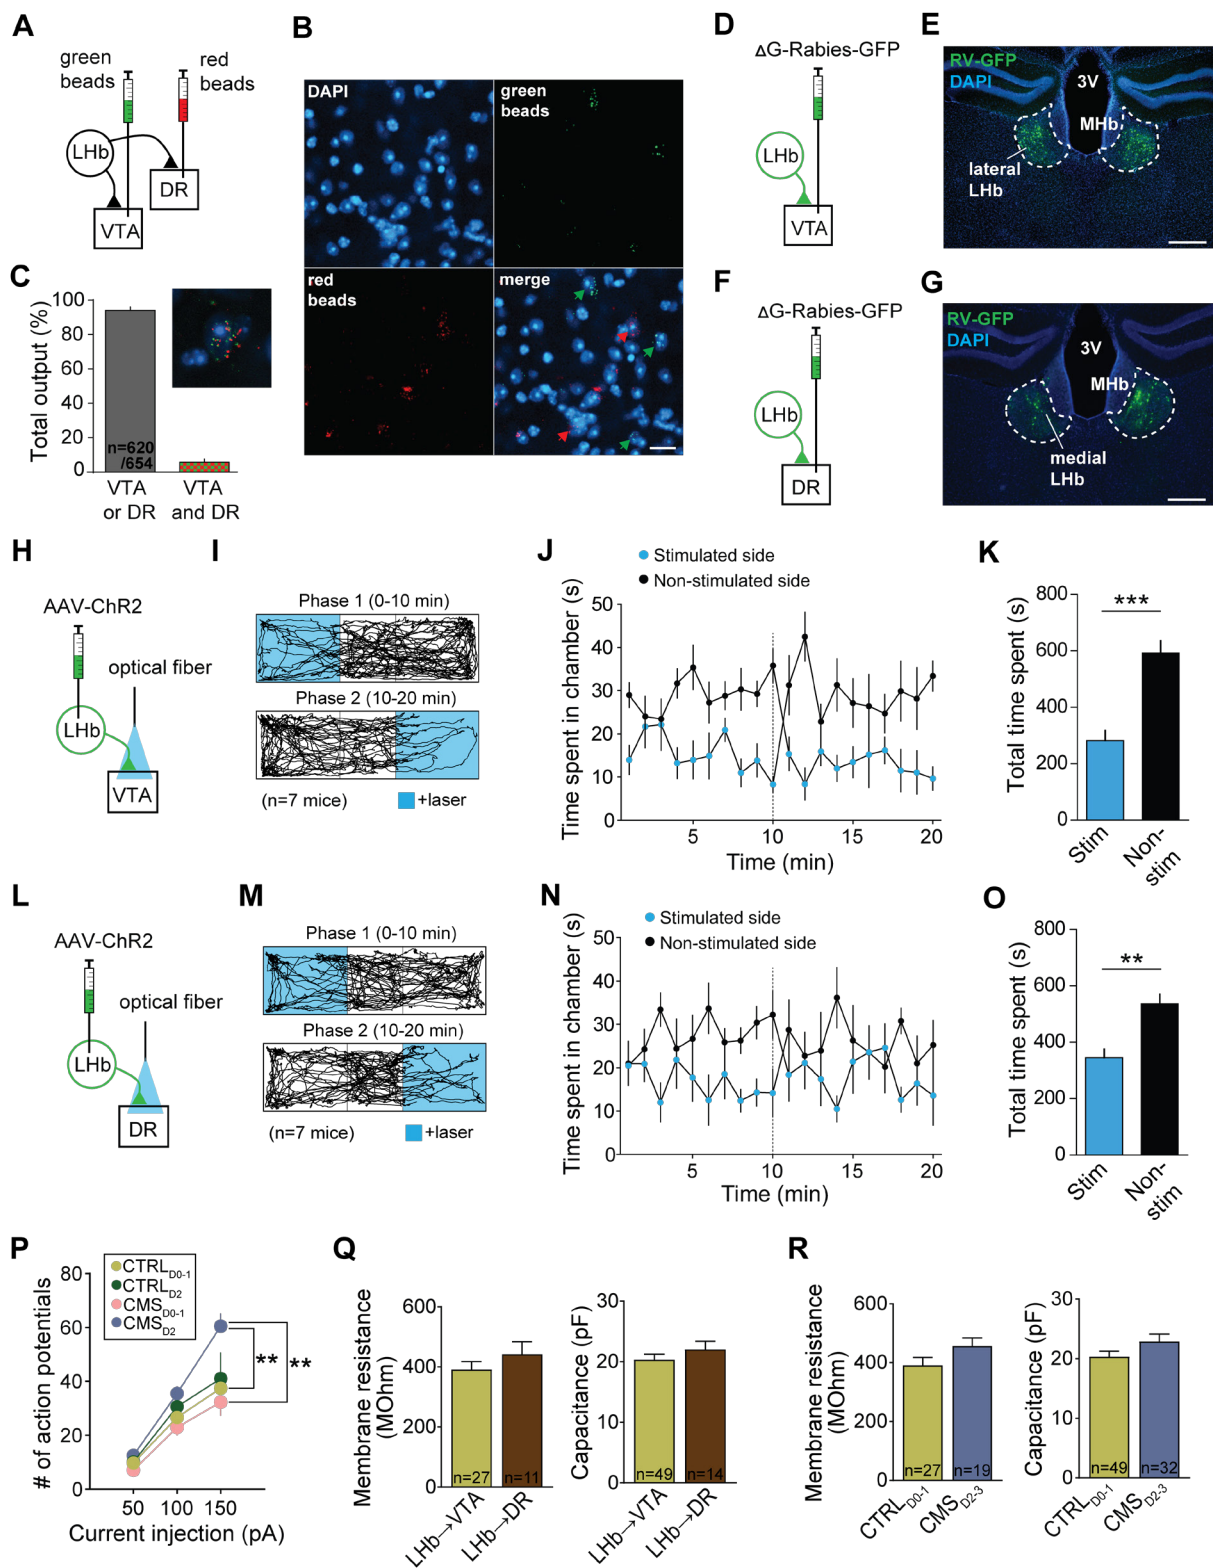 A
green
beads
red
beads
LHb
DR
VTA
B
DAPI
green
beads
red
beads
merge
C
Total output (%)
100
80
60
40
20
0
n=620
/654
VTA
or DR
VTA
and DR
D
ΔG-Rabies-GFP
LHb
VTA
E
RV-GFP
DAPI
3V
MHb
lateral
LHb
F
ΔG-Rabies-GFP
LHb
DR
G
RV-GFP
DAPI
3V
MHb
medial
LHb
H
AAV-ChR2
optical fiber
LHb
VTA
I
Phase 1 (0-10 min)
Phase 2 (10-20 min)
(n=7 mice)
+laser
J
Stimulated side
Non-stimulated side
Time spent in chamber (s)
50
40
30
20
10
0
5
10
15
20
Time (min)
K
Total time spent (s)
800
600
400
200
0
***
Stim
Non-
stim
L
AAV-ChR2
optical fiber
LHb
DR
M
Phase 1 (0-10 min)
Phase 2 (10-20 min)
(n=7 mice)
+laser
N
Stimulated side
Non-stimulated side
Time spent in chamber (s)
50
40
30
20
10
0
5
10
15
20
Time (min)
O
Total time spent (s)
800
600
400
200
0
**
Stim
Non-
stim
P
CTRL D0-1
CTRL D2
CMS D0-1
CMS D2
# of action potentials
80
60
40
20
0
** **
50
100
150
Current injection (pA)
Q
Membrane resistance
(MOhm)
600
400
200
0
n=27
n=11
LHb→VTA
LHb→DR
Capacitance (pF)
30
20
10
0
n=49
n=14
LHb→VTA
LHb→DR
R
Membrane resistance
(MOhm)
600
400
200
0
n=27
n=19
CTRL D0-1
CMS D2-3
Capacitance (pF)
30
20
10
0
n=49
n=32
CTRL D0-1
CMS D2-3